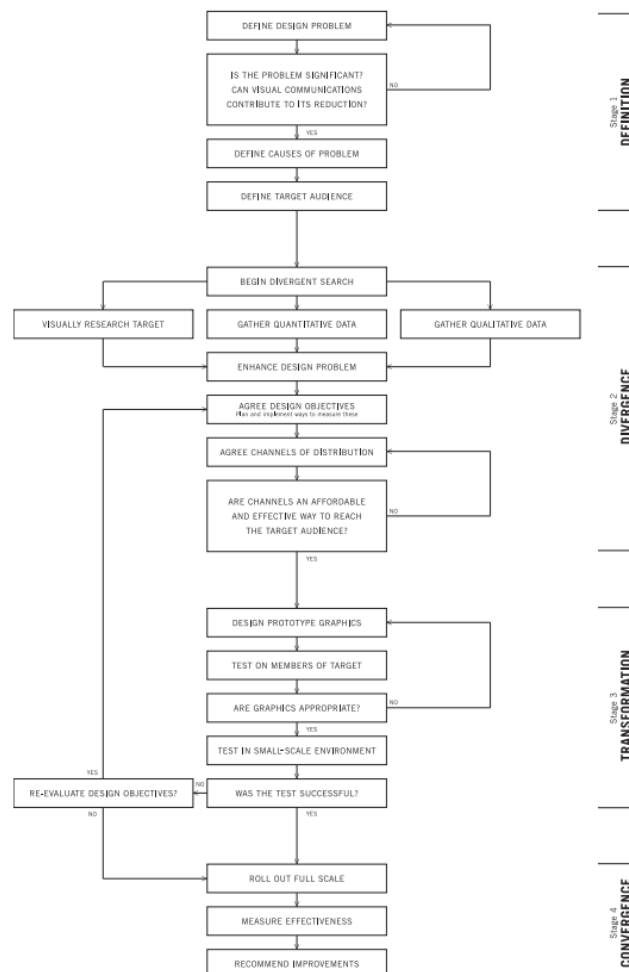 DEFINE DESIGN PROBLEM
IS THE PROBLEM SIGNIFICANT?
CAN VISUAL COMMUNICATIONS
CONTRIBUTE TO ITS REDUCTION?
NO
YES
DEFINE CAUSES OF PROBLEM
DEFINE TARGET AUDIENCE
Stage 1
DEFINITION
BEGIN DIVERGENT SEARCH
VISUALLY RESEARCH TARGET
GATHER QUANTITATIVE DATA
GATHER QUALITATIVE DATA
ENHANCE DESIGN PROBLEM
AGREE DESIGN OBJECTIVES
Plan and implement ways to measure these
AGREE CHANNELS OF DISTRIBUTION
ARE CHANNELS AN AFFORDABLE
AND EFFECTIVE WAY TO REACH
THE TARGET AUDIENCE?
NO
YES
Stage 2
DIVERGENCE
DESIGN PROTOTYPE GRAPHICS
TEST ON MEMBERS OF TARGET
ARE GRAPHICS APPROPRIATE?
NO
YES
TEST IN SMALL-SCALE ENVIRONMENT
YES
RE-EVALUATE DESIGN OBJECTIVES?
NO
WAS THE TEST SUCCESSFUL?
NO
YES
Stage 3
TRANSFORMATION
ROLL OUT FULL SCALE
MEASURE EFFECTIVENESS
RECOMMEND IMPROVEMENTS
Stage 4
CONVERGENCE